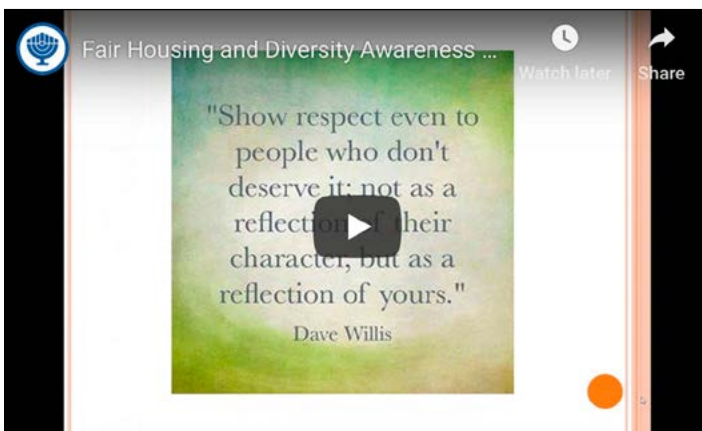 Fair Housing and Diversity Awareness ...
Watch later
Share
"Show respect even to
people who don't
deserve it; not as a
reflection of their
character, but as a
reflection of yours."
Dave Willis